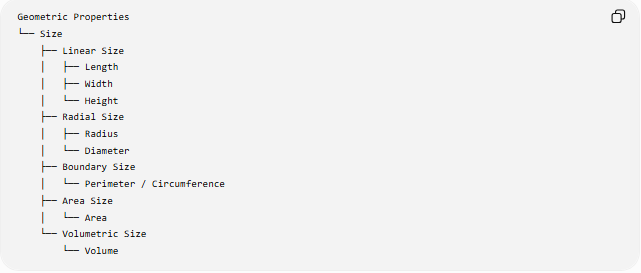 Geometric Properties
└── Size
    ├── Linear Size
    │   ├── Length
    │   ├── Width
    │   └── Height
    ├── Radial Size
    │   ├── Radius
    │   └── Diameter
    ├── Boundary Size
    │   └── Perimeter / Circumference
    ├── Area Size
    │   └── Area
    └── Volumetric Size
        └── Volume